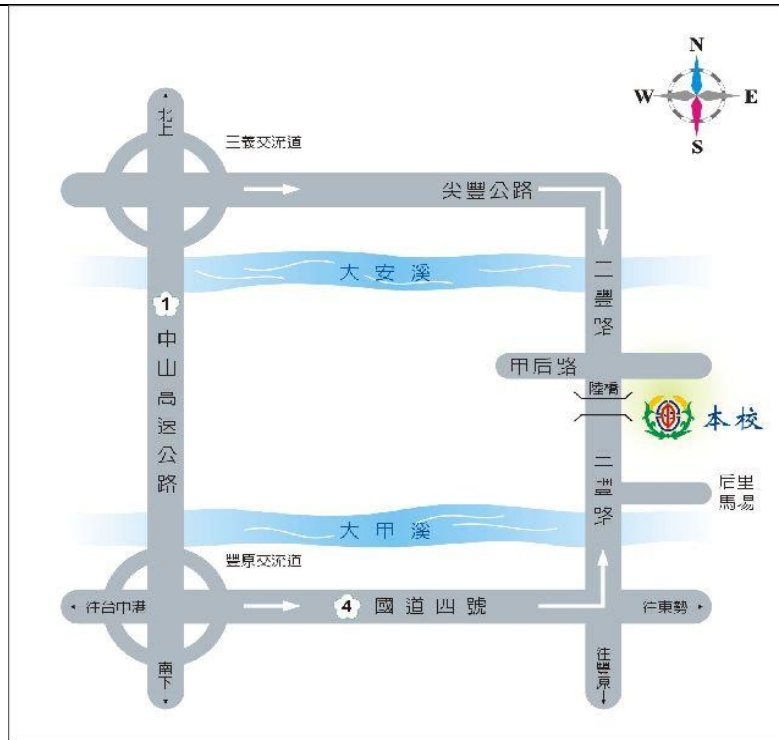 N
W E
S
北上
三義交流道
尖豐公路
大安溪
二豐路
1
中山高速公路
甲后路
陸橋
本校
三豐路
后里
馬場
大甲溪
豐原交流道
往台中港
4 國道四號
往東勢
南下
往豐原